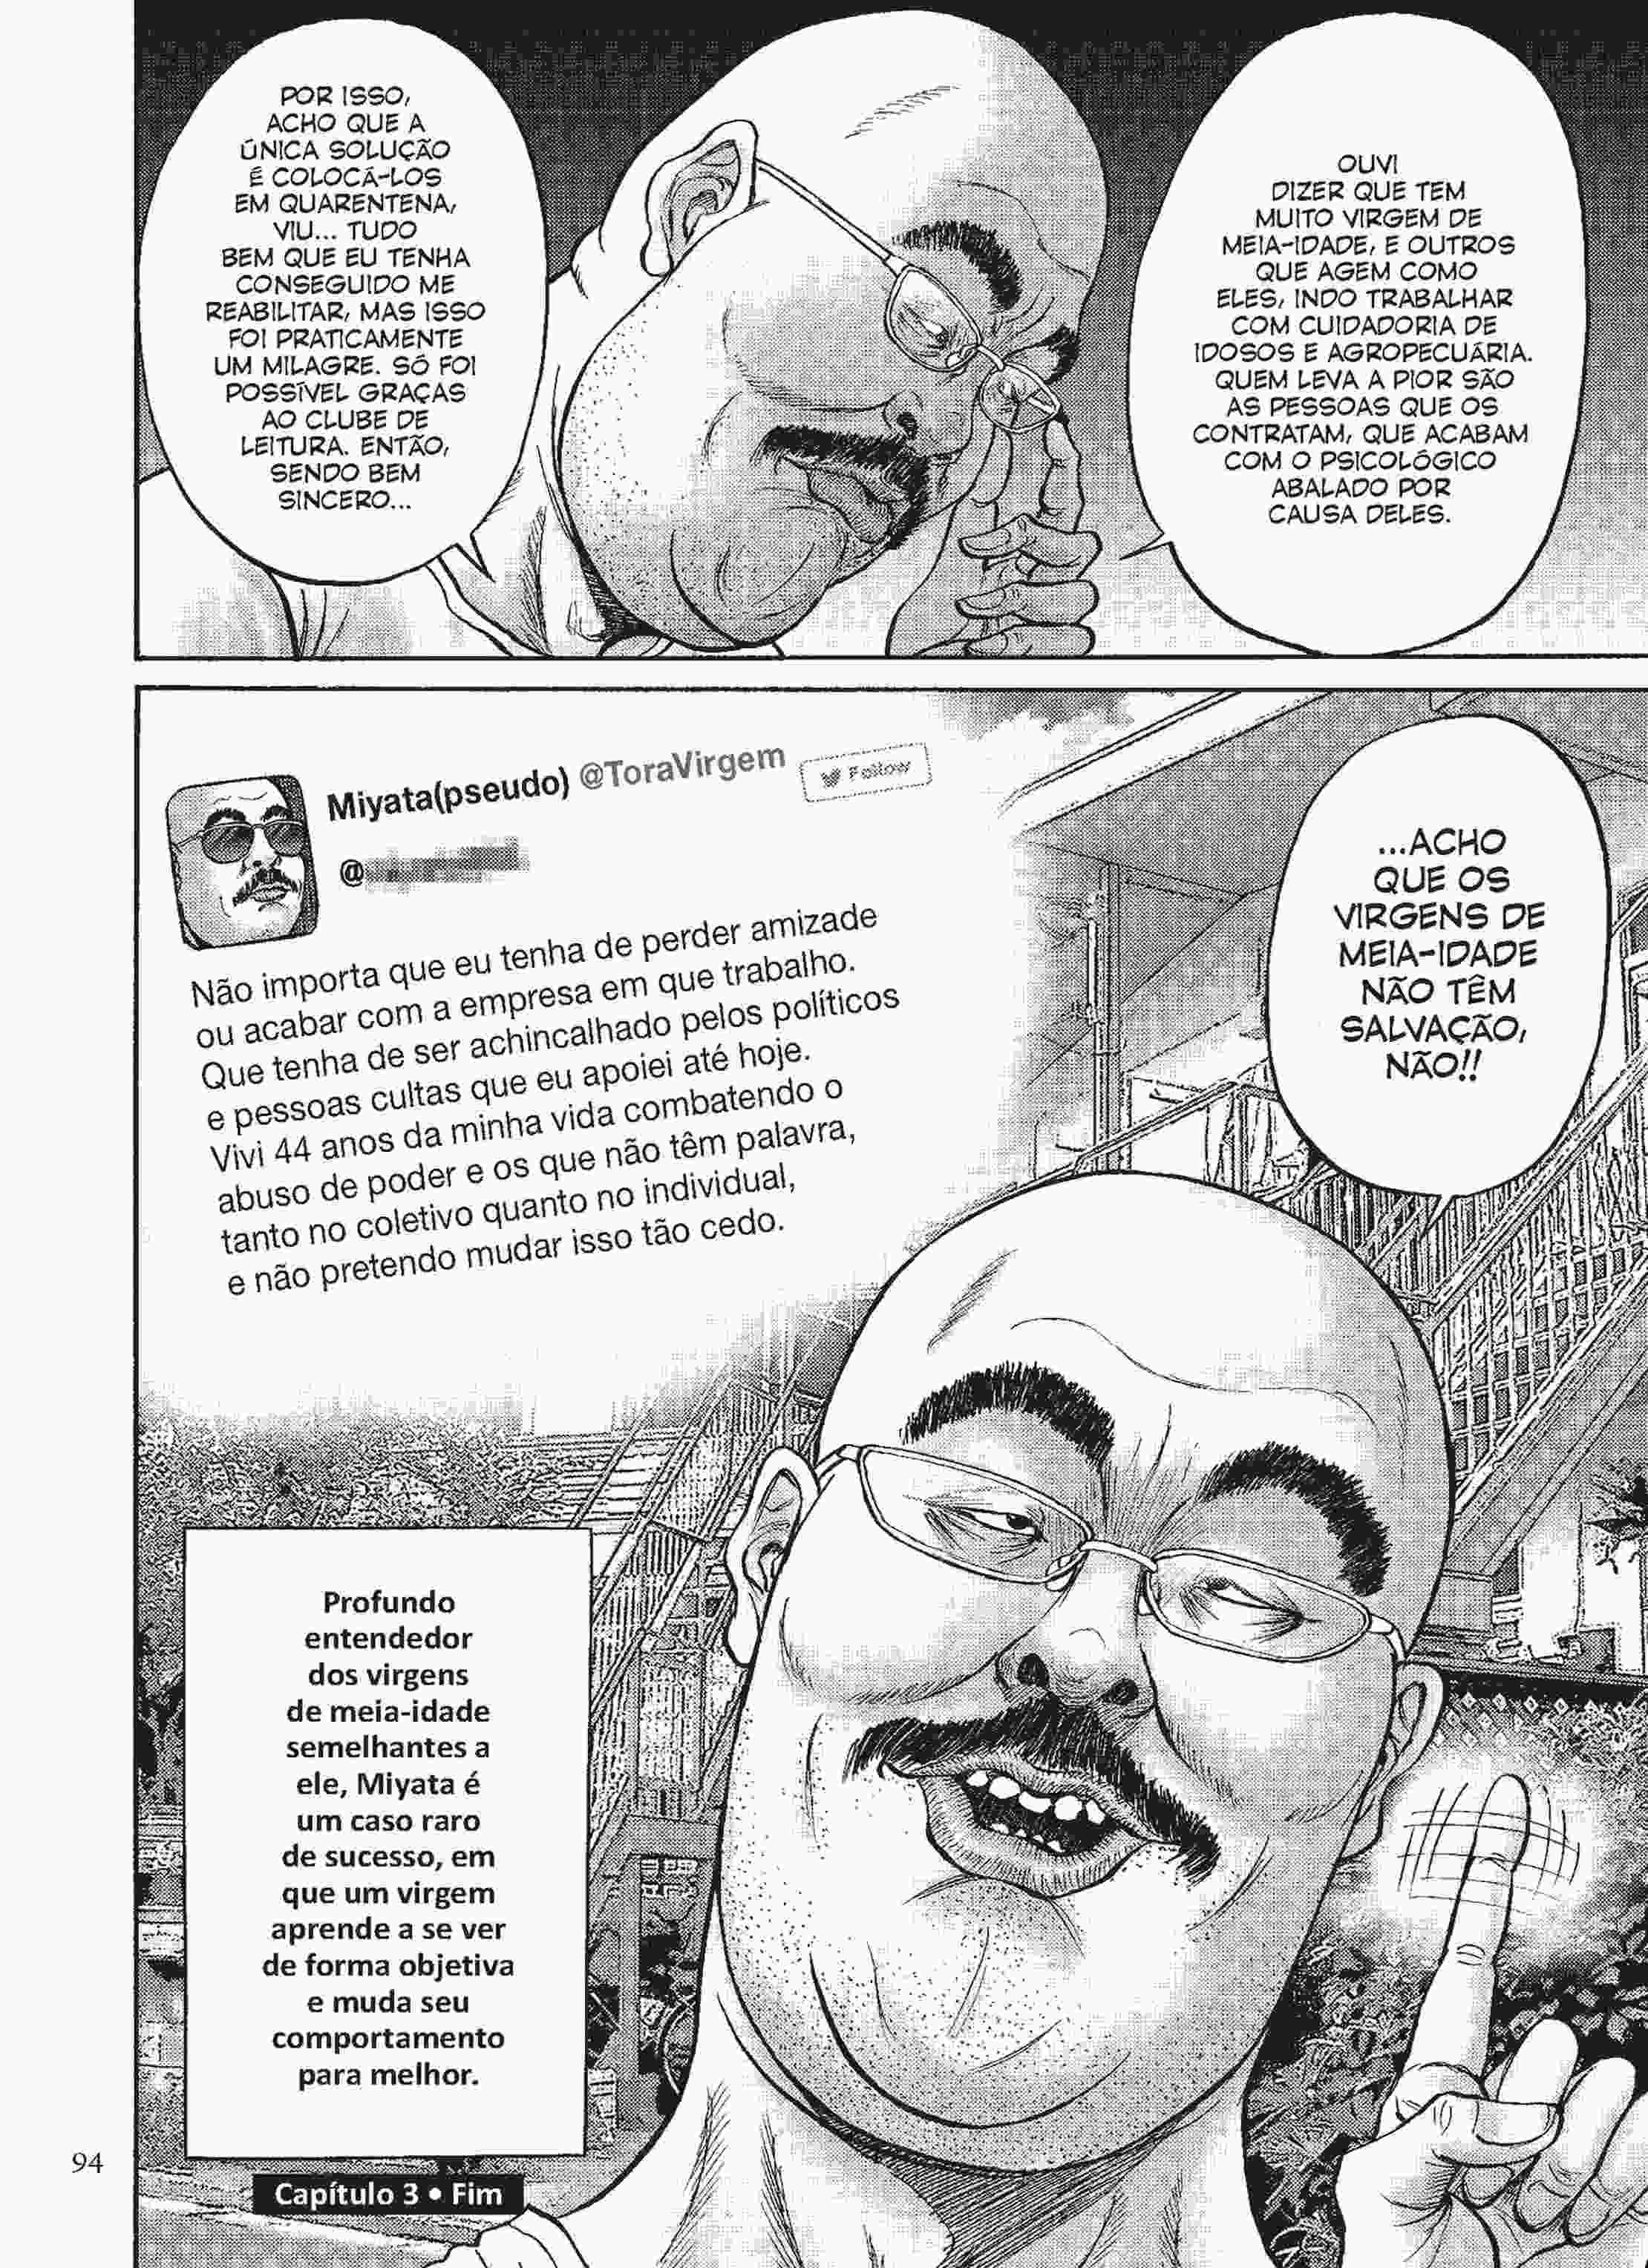 OUVI
DIZER QUE TEM
MUITO VIRGEM DE
MEIA-IDADE, E OUTROS
QUE AGEM COMO
ELES, INDO TRABALHAR
COM CUIDADORIA DE
IDOSOS E AGROPECUÁRIA.
QUEM LEVA A PIOR SÃO
AS PESSOAS QUE OS
CONTRATAM, QUE ACABAM
COM O PSICOLÓGICO
ABALADO POR
CAUSA DELES.
POR ISSO,
ACHO QUE A
ÚNICA SOLUÇÃO
É COLOCÁ-LOS
EM QUARENTENA,
VIU... TUDO
BEM QUE EU TENHA
CONSEGUIDO ME
REABILITAR, MAS ISSO
FOI PRATICAMENTE
UM MILAGRE. SÓ FOI
POSSÍVEL GRAÇAS
AO CLUBE DE
LEITURA. ENTÃO,
SENDO BEM
SINCERO...
...ACHO
QUE OS
VIRGENS DE
MEIA-IDADE
NÃO TÊM
SALVAÇÃO,
NÃO!!
Miyata(pseudo) @ToraVirgem Follow
@
Não importa que eu tenha de perder amizade
ou acabar com a empresa em que trabalho.
Que tenha de ser achincalhado pelos políticos
e pessoas cultas que eu apoiei até hoje.
Vivi 44 anos da minha vida combatendo o
abuso de poder e os que não têm palavra,
tanto no coletivo quanto no individual,
e não pretendo mudar isso tão cedo.
Profundo
entendedor
dos virgens
de meia-idade
semelhantes a
ele, Miyata é
um caso raro
de sucesso, em
que um virgem
aprende a se ver
de forma objetiva
e muda seu
comportamento
para melhor.
94
Capítulo 3 • Fim